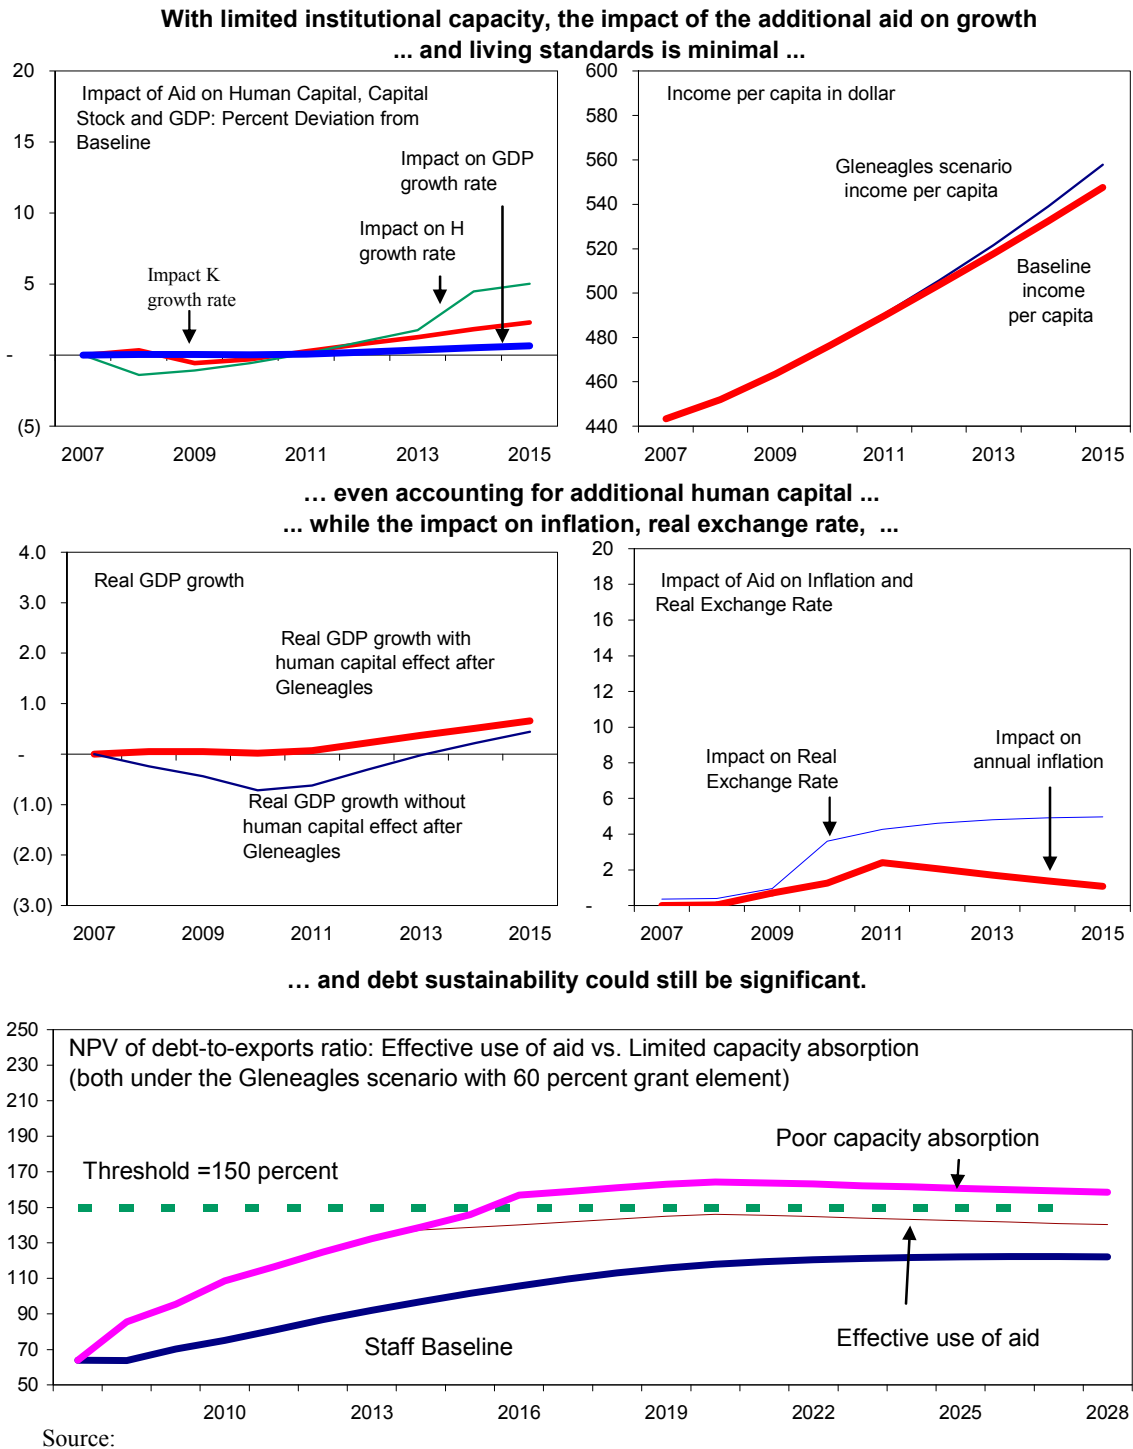 With limited institutional capacity, the impact of the additional aid on growth
... and living standards is minimal ...
20
15
10
5
-
(5)
Impact of Aid on Human Capital, Capital
Stock and GDP: Percent Deviation from
Baseline
Impact on GDP
growth rate
Impact on H
growth rate
Impact K
growth rate
2007
2009
2011
2013
2015
600
580
560
540
520
500
480
460
440
Income per capita in dollar
Gleneagles scenario
income per capita
Baseline
income
per capita
2007
2009
2011
2013
2015
… even accounting for additional human capital ...
... while the impact on inflation, real exchange rate,  ...
4.0
3.0
2.0
1.0
-
(1.0)
(2.0)
(3.0)
Real GDP growth
Real GDP growth with
human capital effect after
Gleneagles
Real GDP growth without
human capital effect after
Gleneagles
2007
2009
2011
2013
2015
20
18
16
14
12
10
8
6
4
2
-
Impact of Aid on Inflation and
Real Exchange Rate
Impact on Real
Exchange Rate
Impact on
annual inflation
2007
2009
2011
2013
2015
… and debt sustainability could still be significant.
250
230
210
190
170
150
130
110
90
70
50
NPV of debt-to-exports ratio: Effective use of aid vs. Limited capacity absorption
(both under the Gleneagles scenario with 60 percent grant element)
Poor capacity absorption
Threshold =150 percent
Staff Baseline
Effective use of aid
2010
2013
2016
2019
2022
2025
2028
Source: